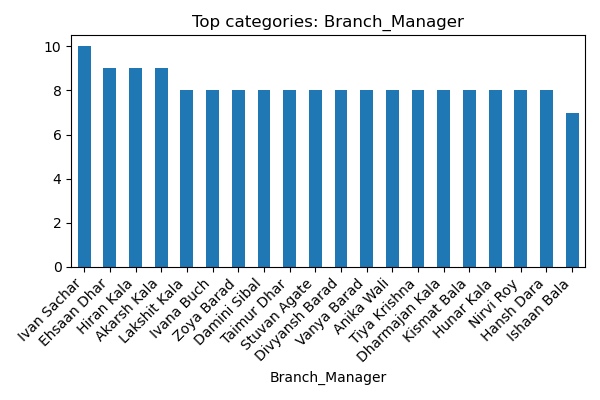 Top categories: Branch_Manager
10
8
6
4
2
0
Ivan Sachar
Ehsaan Dhar
Hiran Kala
Akarsh Kala
Lakshit Kala
Ivana Buch
Zoya Barad
Damini Sibal
Taimur Dhar
Stuvan Agate
Divyansh Barad
Vanya Barad
Anika Wali
Tiya Krishna
Dharmajan Kala
Kismat Bala
Hunar Kala
Nirvi Roy
Hansh Dara
Ishaan Bala
Branch_Manager